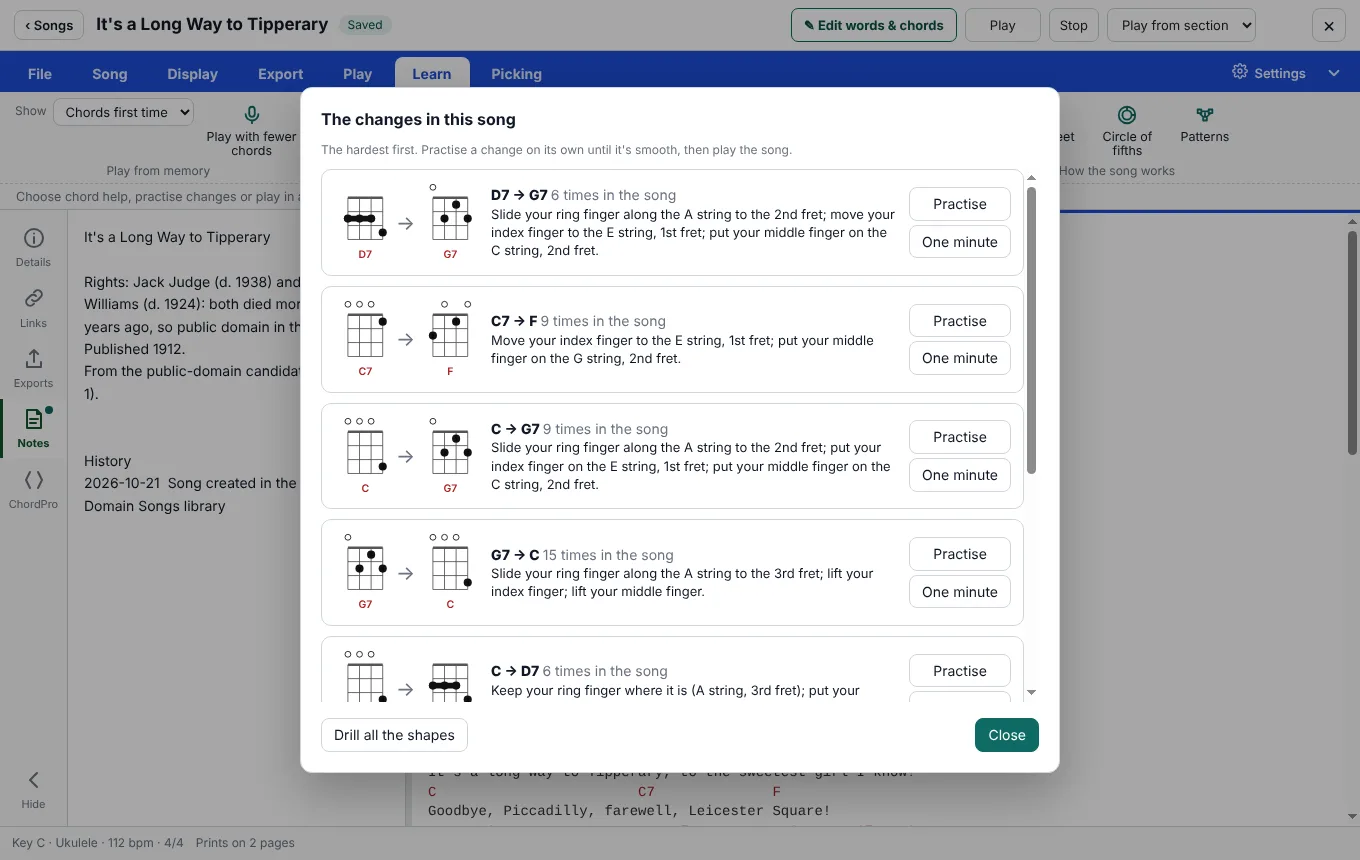 ‹ Songs
It's a Long Way to Tipperary
Saved
✎ Edit words & chords
Play
Stop
Play from section
×
File
Song
Display
Export
Play
Learn
Picking
Settings
Show
Chords first time
Play with fewer
chords
Play from memory
eet
Circle of
fifths
Patterns
How the song works
Choose chord help, practise changes or play in a
Details
Links
Exports
Notes
ChordPro
Hide
It's a Long Way to Tipperary
Rights: Jack Judge (d. 1938) and
Williams (d. 1924): both died mor
years ago, so public domain in th
Published 1912.
From the public-domain candidat
1).
History
2026-10-21 Song created in the
Domain Songs library
The changes in this song
The hardest first. Practise a change on its own until it's smooth, then play the song.
D7
→
G7
D7 → G7 6 times in the song
Slide your ring finger along the A string to the 2nd fret; move your
index finger to the E string, 1st fret; put your middle finger on the
C string, 2nd fret.
Practise
One minute
C7
→
F
C7 → F 9 times in the song
Move your index finger to the E string, 1st fret; put your middle
finger on the G string, 2nd fret.
Practise
One minute
C
→
G7
C → G7 9 times in the song
Slide your ring finger along the A string to the 2nd fret; put your
index finger on the E string, 1st fret; put your middle finger on the
C string, 2nd fret.
Practise
One minute
G7
→
C
G7 → C 15 times in the song
Slide your ring finger along the A string to the 3rd fret; lift your
index finger; lift your middle finger.
Practise
One minute
→
C → D7 6 times in the song
Keep your ring finger where it is (A string, 3rd fret); put your
Practise
Drill all the shapes
Close
It's a long way to Tipperary, to the sweetest girl I know!
C C7 F
Goodbye, Piccadilly, farewell, Leicester Square!
Key C · Ukulele · 112 bpm · 4/4 Prints on 2 pages